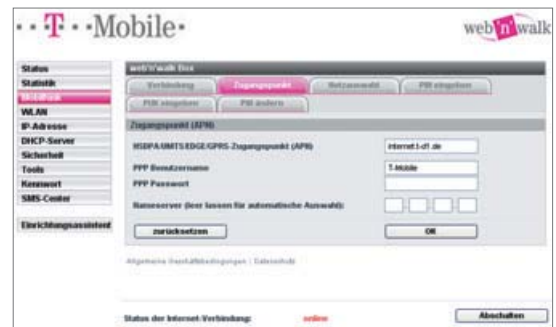 ··T··Mobile·
web'n'walk
Status
Statistik
Mobilfunk
WLAN
IP-Adresse
DHCP-Server
Sicherheit
Tools
Kennwort
SMS-Center
Einrichtungsassistent
web'n'walk Box
Verbindung
Zugangspunkt
Netzauswahl
PIN eingeben
PUK eingeben
PIN ändern
Zugangspunkt (APN)
HSDPA/UMTS/EDGE/GPRS-Zugangspunkt (APN)
internet.t-d1.de
PPP Benutzername
T-Mobile
PPP Passwort
Nameserver (leer lassen für automatische Auswahl):
zurücksetzen
OK
Allgemeine Geschäftsbedingungen | Datenschutz
Status der Internet-Verbindung:
online
Abschalten